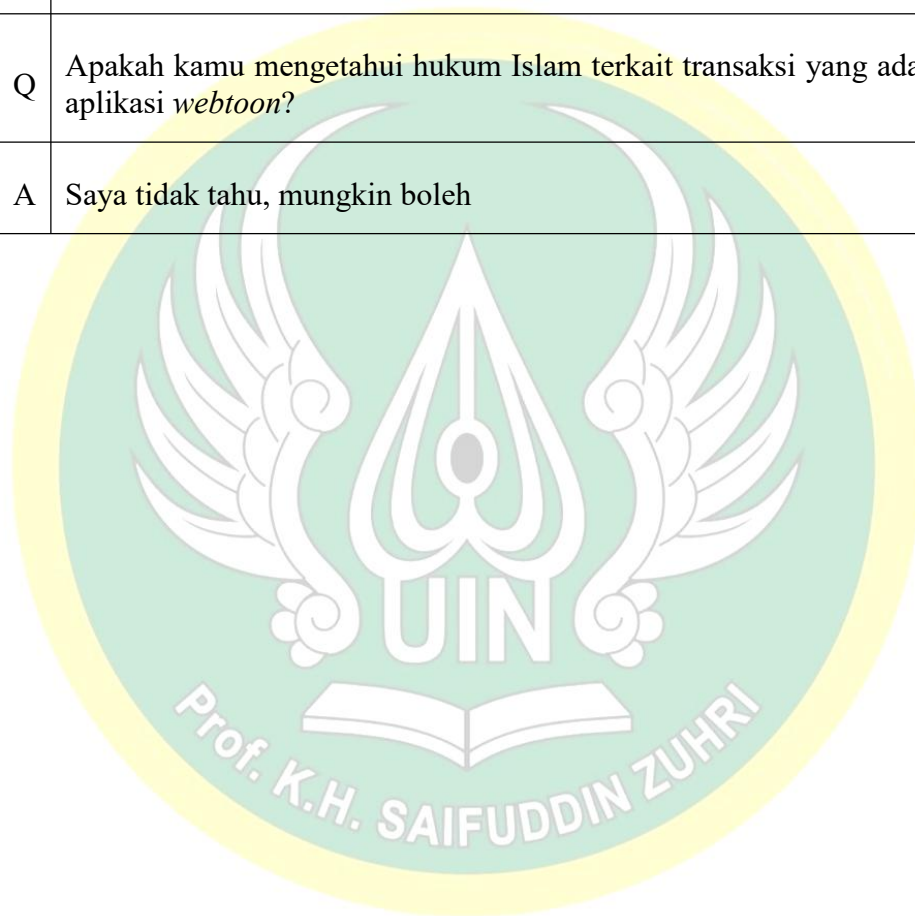 Q
Apakah kamu mengetahui hukum Islam terkait transaksi yang ada
aplikasi webtoon?
A
Saya tidak tahu, mungkin boleh
UIN
Prof. K.H. SAIFUDDIN ZUHRI